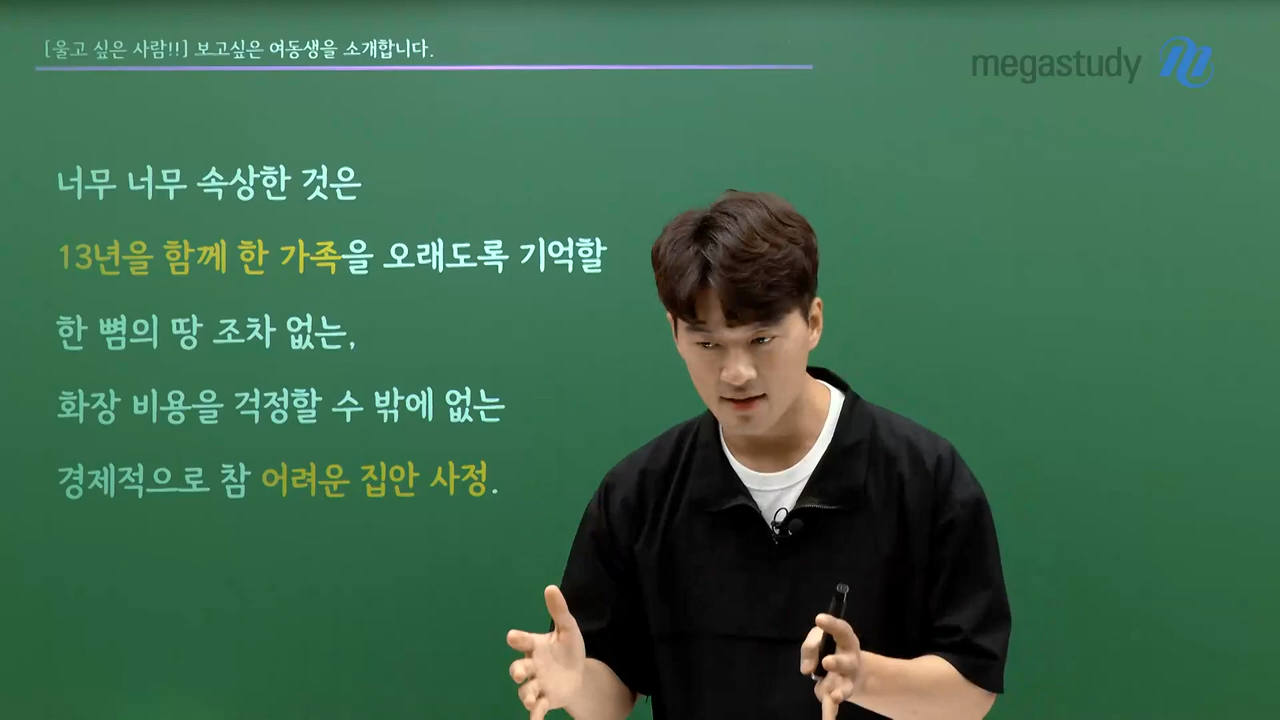 [울고 싶은 사람!!] 보고싶은 여동생을 소개합니다.
megastudy
너무 너무 속상한 것은
13년을 함께 한 가족을 오래도록 기억할
한 뼘의 땅 조차 없는,
화장 비용을 걱정할 수 밖에 없는
경제적으로 참 어려운 집안 사정.